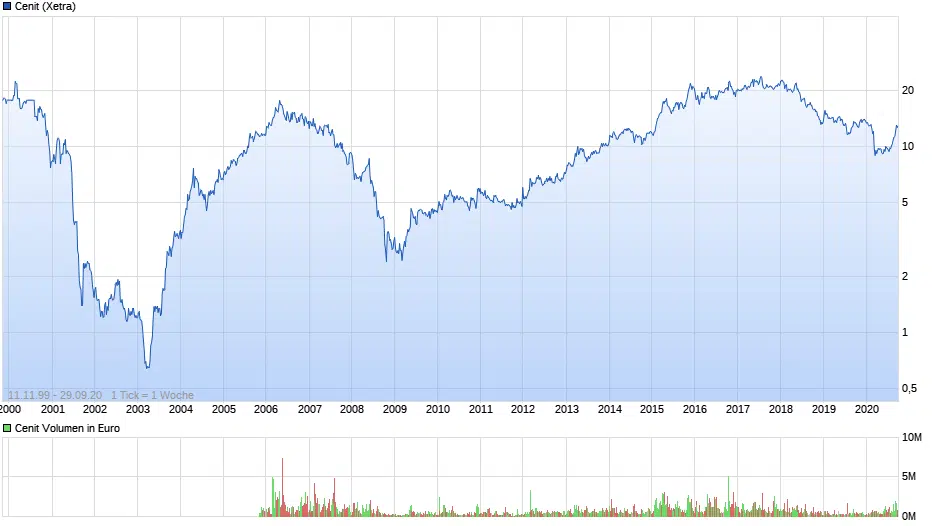 Cenit (Xetra)
20
10
5
2
1
0,5
11.11.99 - 29.09.20 1 Tick = 1 Woche
2000 2001 2002 2003 2004 2005 2006 2007 2008 2009 2010 2011 2012 2013 2014 2015 2016 2017 2018 2019 2020
Cenit Volumen in Euro
10M
5M
0M